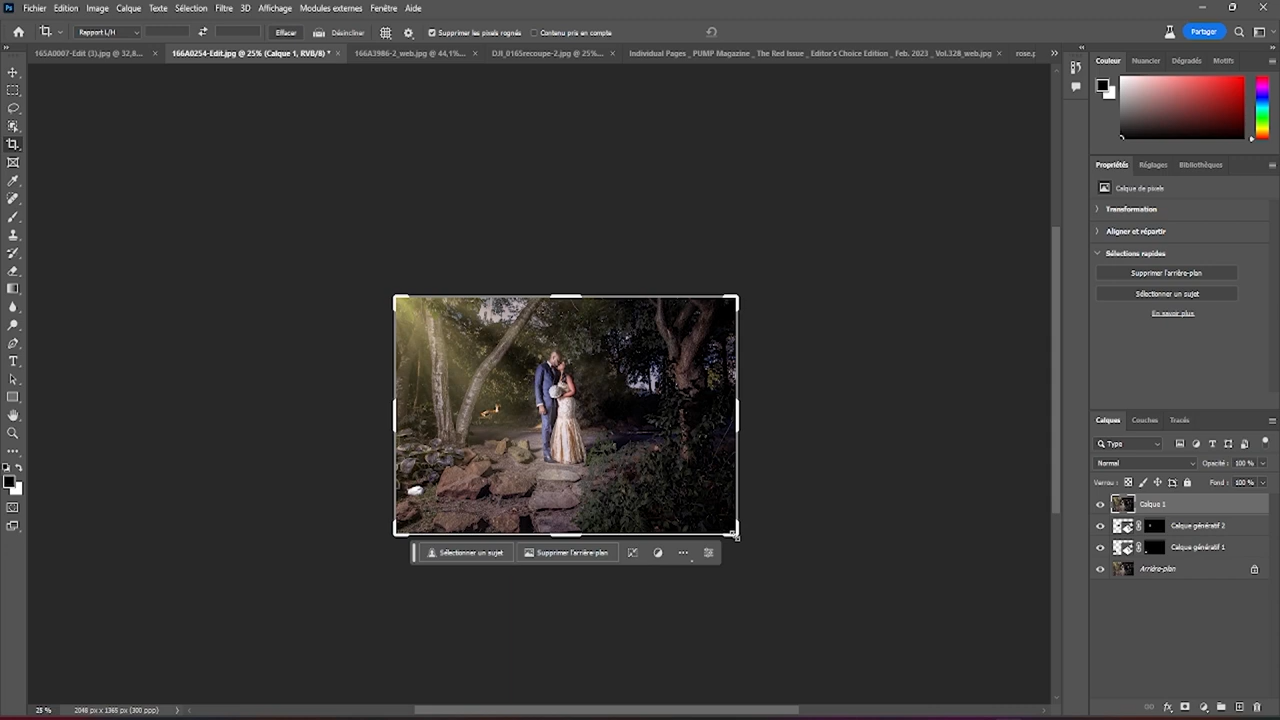 Ps Fichier Edition Image Calque Texte Sélection Filtre 3D Affichage Modules externes Fenêtre Aide
Rapport L/H Effacer Désincliner Supprimer les pixels rognés Contenu pris en compte Partager
165A0007-Edit (3).jpg @ 32,8... × 166A0254-Edit.jpg @ 25% (Calque 1, RVB/8) * × 166A3986-2_web.jpg @ 44,1%... × DJI_0165recoupe-2.jpg @ 25%... × Individual Pages _ PUMP Magazine _ The Red Issue _ Editor's Choice Edition _ Feb. 2023 _ Vol.328_web.jpg × rose.p
Couleur Nuancier Dégradés Motifs
Propriétés Réglages Bibliothèques
Calque de pixels
Transformation
Aligner et répartir
Sélections rapides
Supprimer l'arrière-plan
Sélectionner un sujet
En savoir plus
Calques Couches Tracés
Type
Normal Opacité : 100 %
Verrou : Fond : 100 %
Calque 1
Calque génératif 2
Calque génératif 1
Arrière-plan
Sélectionner un sujet Supprimer l'arrière-plan
25 % 2048 px x 1365 px (300 ppp)